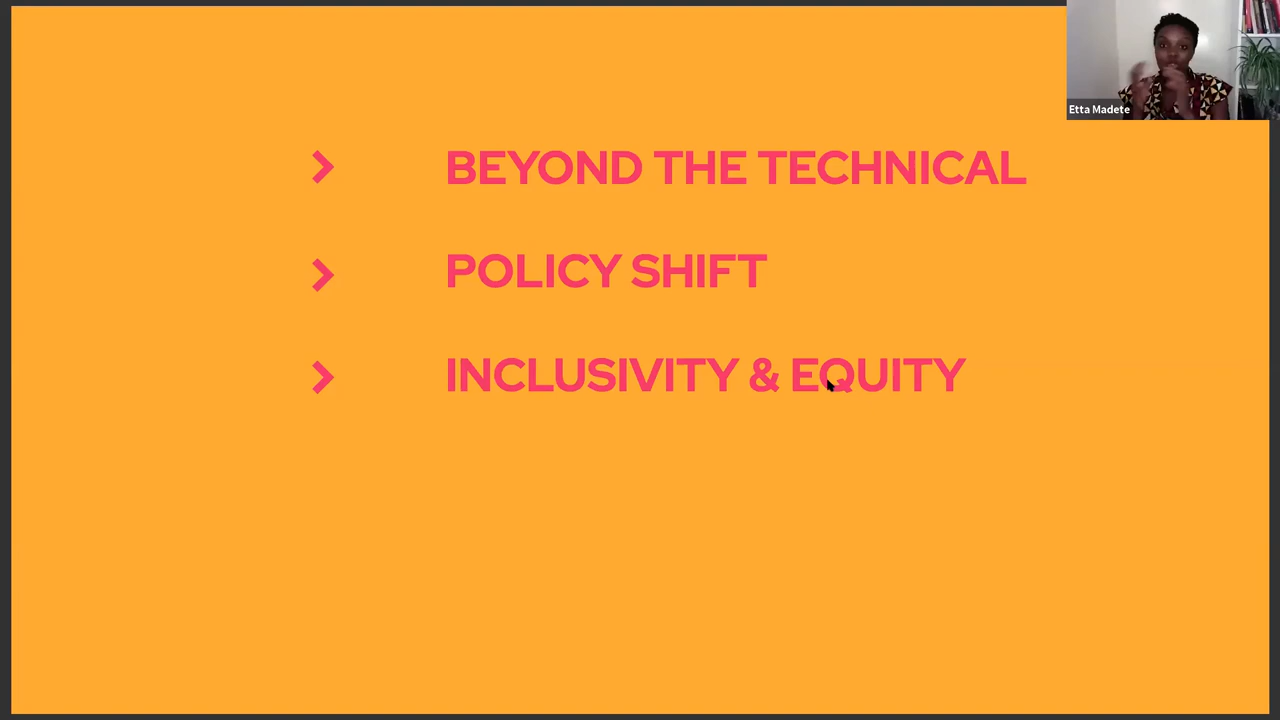 Etta Madete
BEYOND THE TECHNICAL
POLICY SHIFT
INCLUSIVITY & EQUITY